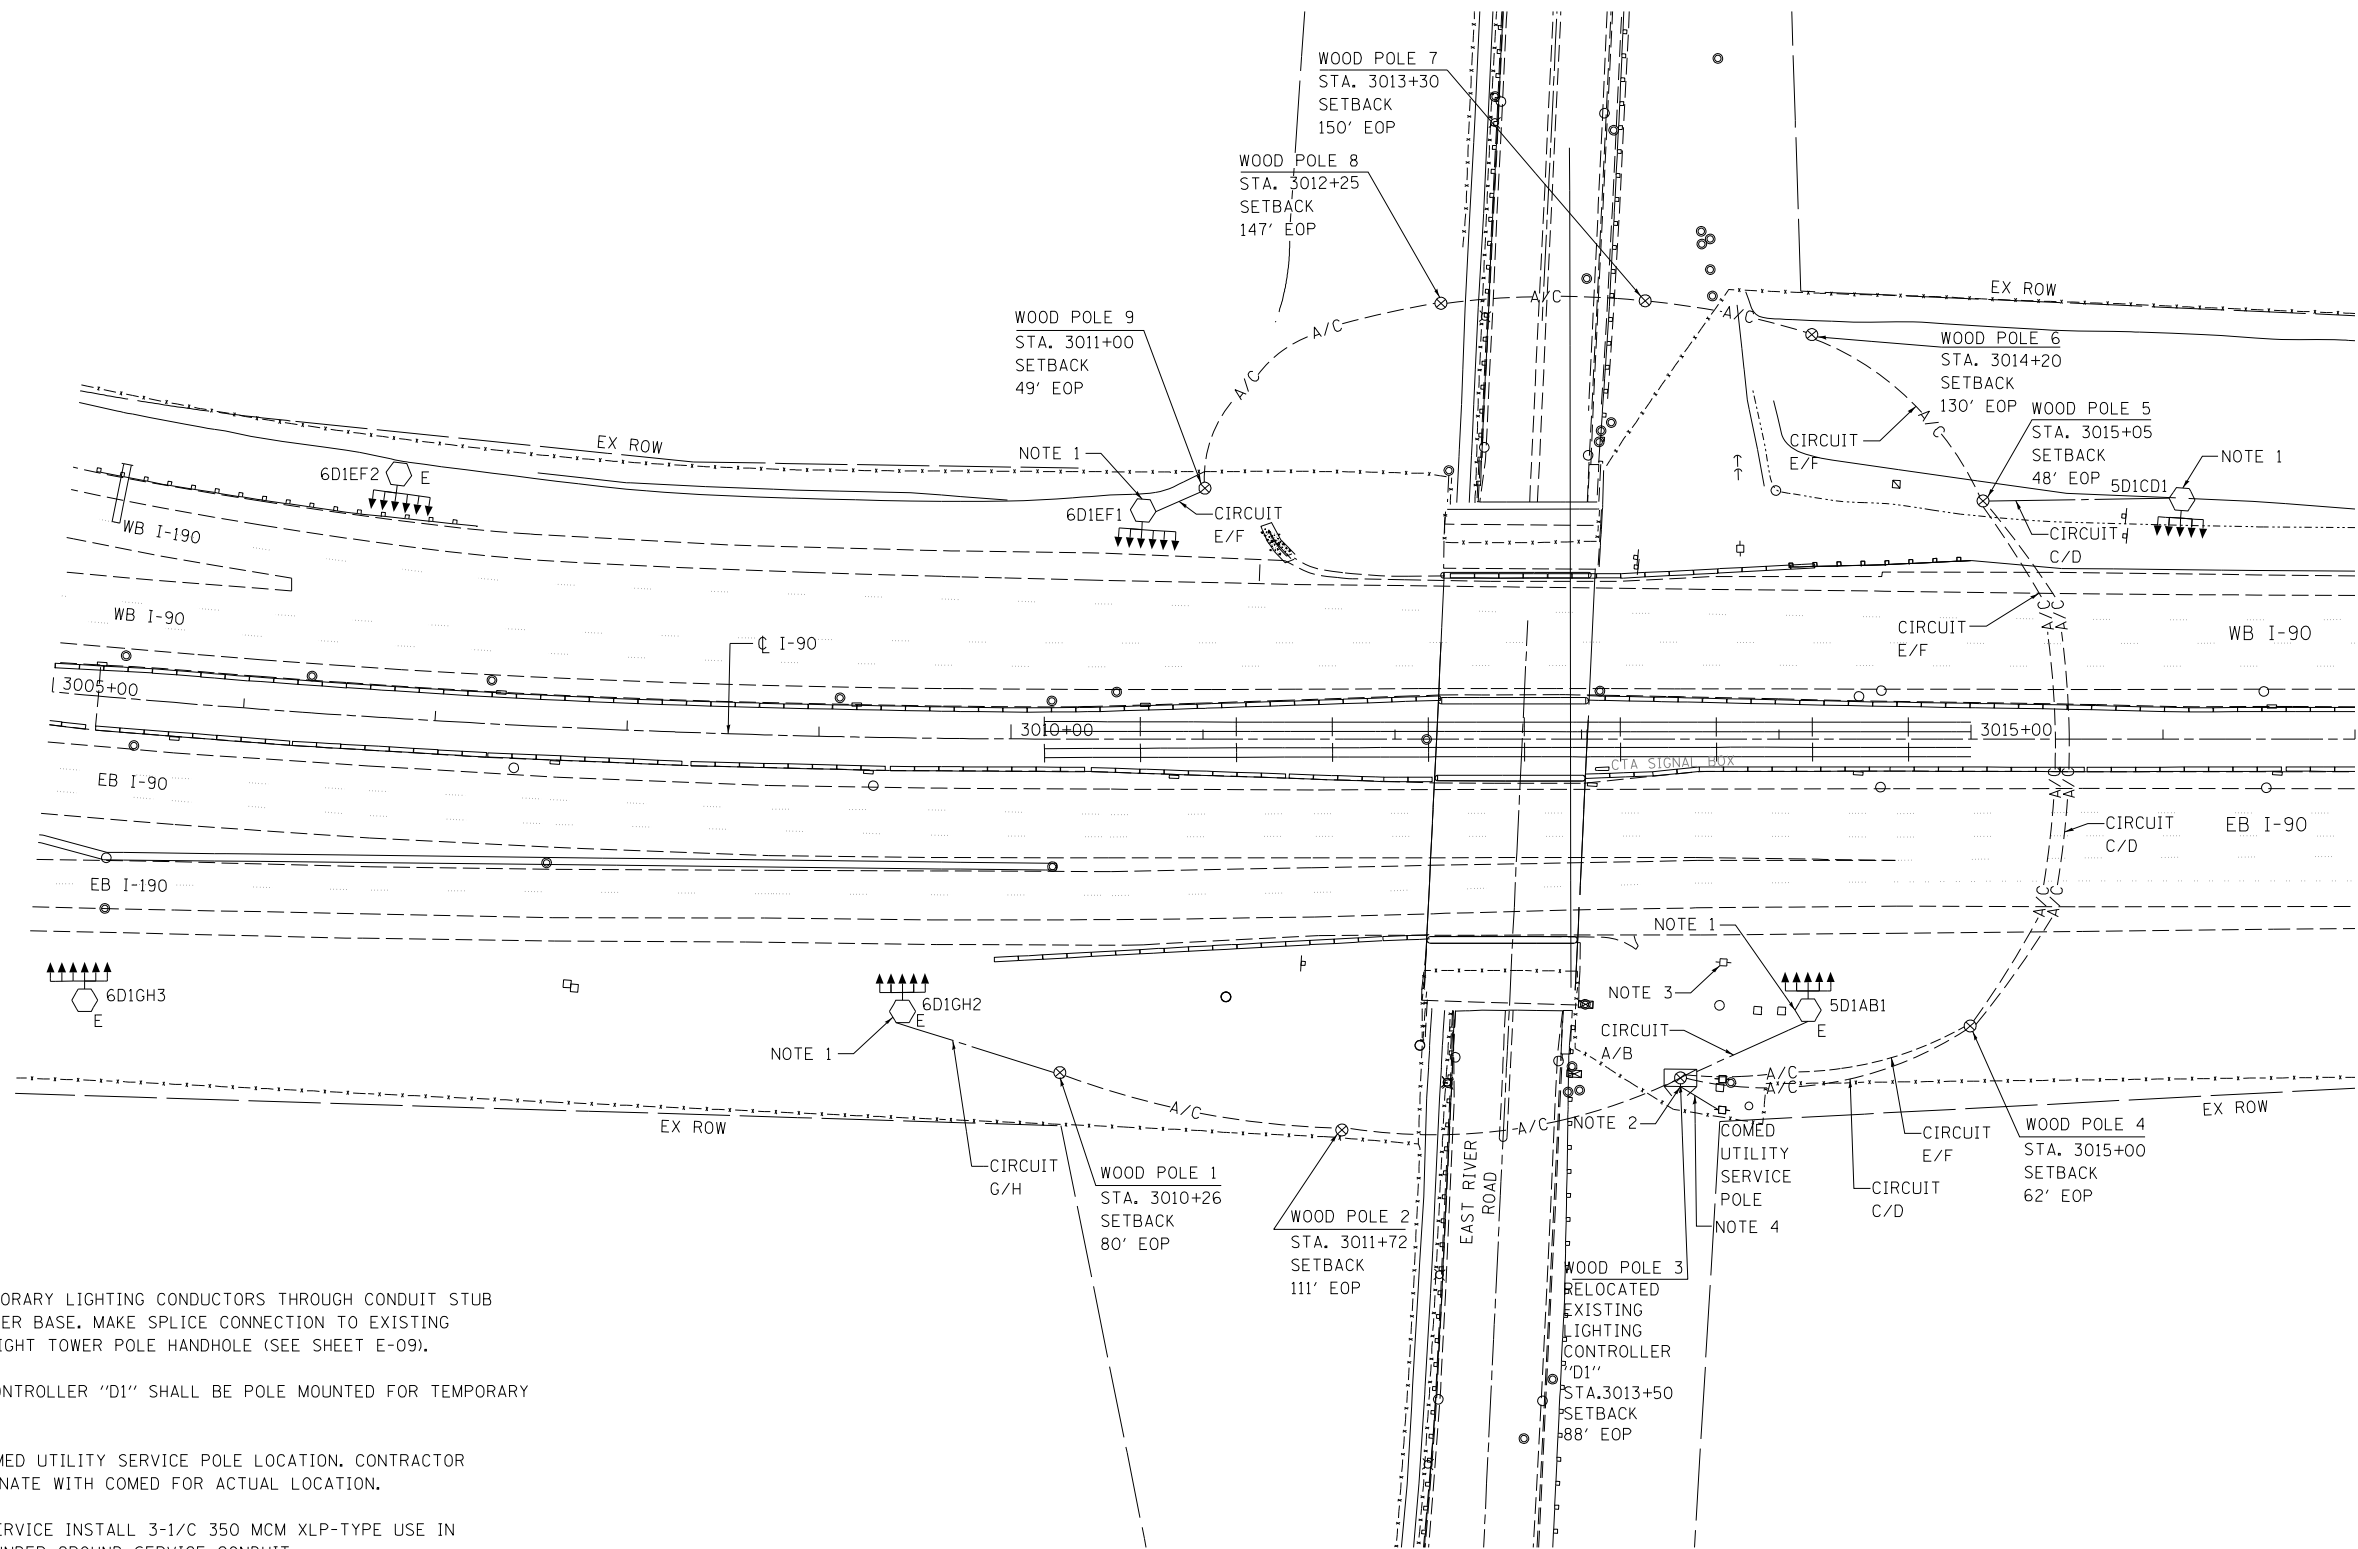 WOOD POLE 7
STA. 3013+30
SETBACK
150' EOP
WOOD POLE 8
STA. 3012+25
SETBACK
147' EOP
WOOD POLE 9
STA. 3011+00
SETBACK
49' EOP
A/C
A/C
A/C
A/C
EX ROW
WOOD POLE 6
STA. 3014+20
SETBACK
130' EOP
A/C
WOOD POLE 5
STA. 3015+05
SETBACK
48' EOP
CIRCUIT
E/F
EX ROW
NOTE 1
NOTE 1
6D1EF2
E
5D1CD1
6D1EF1
CIRCUIT
E/F
WB I-190
CIRCUIT
C/D
WB I-90
A/C
A/C
CIRCUIT
E/F
WB I-90
℄ I-90
3005+00
3010+00
3015+00
CTA SIGNAL BOX
EB I-90
A/C
A/C
CIRCUIT
C/D
EB I-90
EB I-190
A/C
A/C
NOTE 1
6D1GH3
E
6D1GH2
E
NOTE 3
5D1AB1
E
NOTE 1
CIRCUIT
A/B
A/C
A/C
A/C
A/C
NOTE 2
EX ROW
EX ROW
COMED
UTILITY
SERVICE
POLE
CIRCUIT
E/F
WOOD POLE 4
STA. 3015+00
SETBACK
62' EOP
CIRCUIT
G/H
WOOD POLE 1
STA. 3010+26
SETBACK
80' EOP
CIRCUIT
C/D
EAST RIVER
ROAD
NOTE 4
WOOD POLE 2
STA. 3011+72
SETBACK
111' EOP
WOOD POLE 3
RELOCATED
EXISTING
LIGHTING
CONTROLLER
"D1"
STA.3013+50
SETBACK
88' EOP
ORARY LIGHTING CONDUCTORS THROUGH CONDUIT STUB
ER BASE. MAKE SPLICE CONNECTION TO EXISTING
IGHT TOWER POLE HANDHOLE (SEE SHEET E-09).
ONTROLLER "D1" SHALL BE POLE MOUNTED FOR TEMPORARY
MED UTILITY SERVICE POLE LOCATION. CONTRACTOR
NATE WITH COMED FOR ACTUAL LOCATION.
ERVICE INSTALL 3-1/C 350 MCM XLP-TYPE USE IN
UNDER GROUND SERVICE CONDUIT